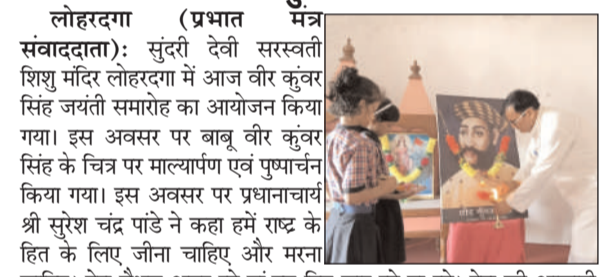 लोहरदगा (प्रभात मंत्र
संवाददाता): सुंदरी देवी सरस्वती
शिशु मंदिर लोहरदगा में आज वीर कुंवर
सिंह जयंती समारोह का आयोजन किया
गया। इस अवसर पर बाबू वीर कुंवर
सिंह के चित्र पर माल्यार्पण एवं पुष्पार्चन
किया गया। इस अवसर पर प्रधानाचार्य
श्री सुरेश चंद्र पांडे ने कहा हमें राष्ट्र के
हित के लिए जीना चाहिए और मरना